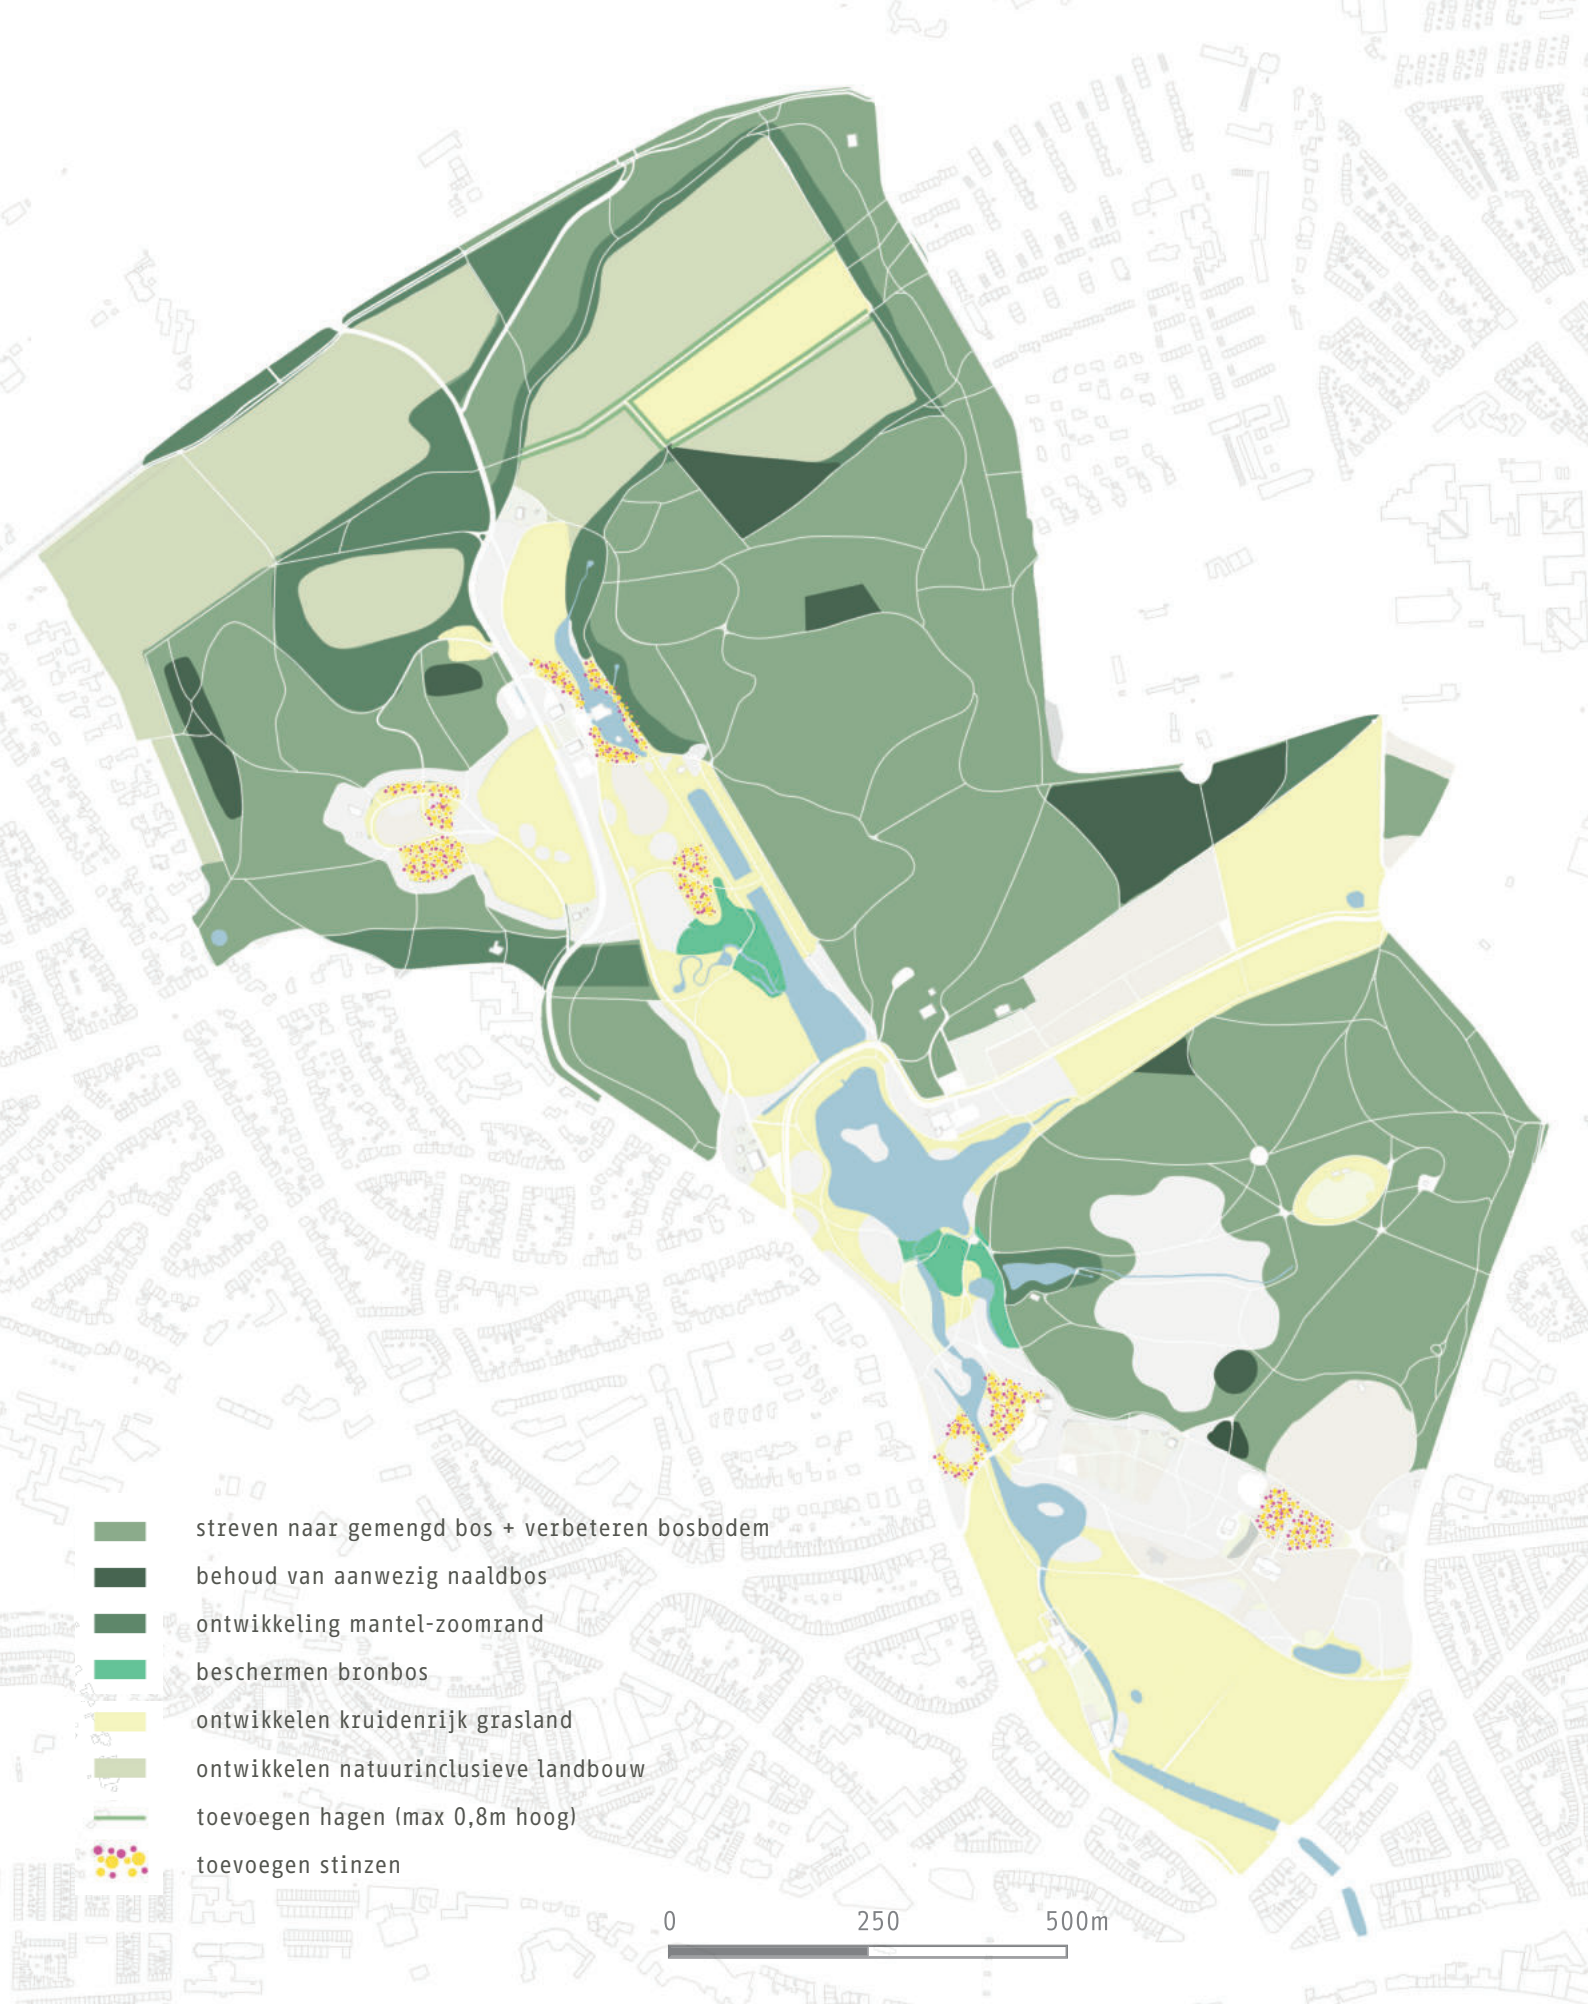 streven naar gemengd bos + verbeteren bosbodem
behoud van aanwezig naaldbos
ontwikkeling mantel-zoomrand
beschermen bronbos
ontwikkelen kruidenrijk grasland
ontwikkelen natuurinclusieve landbouw
toevoegen hagen (max 0,8m hoog)
toevoegen stinzen
0 250 500m